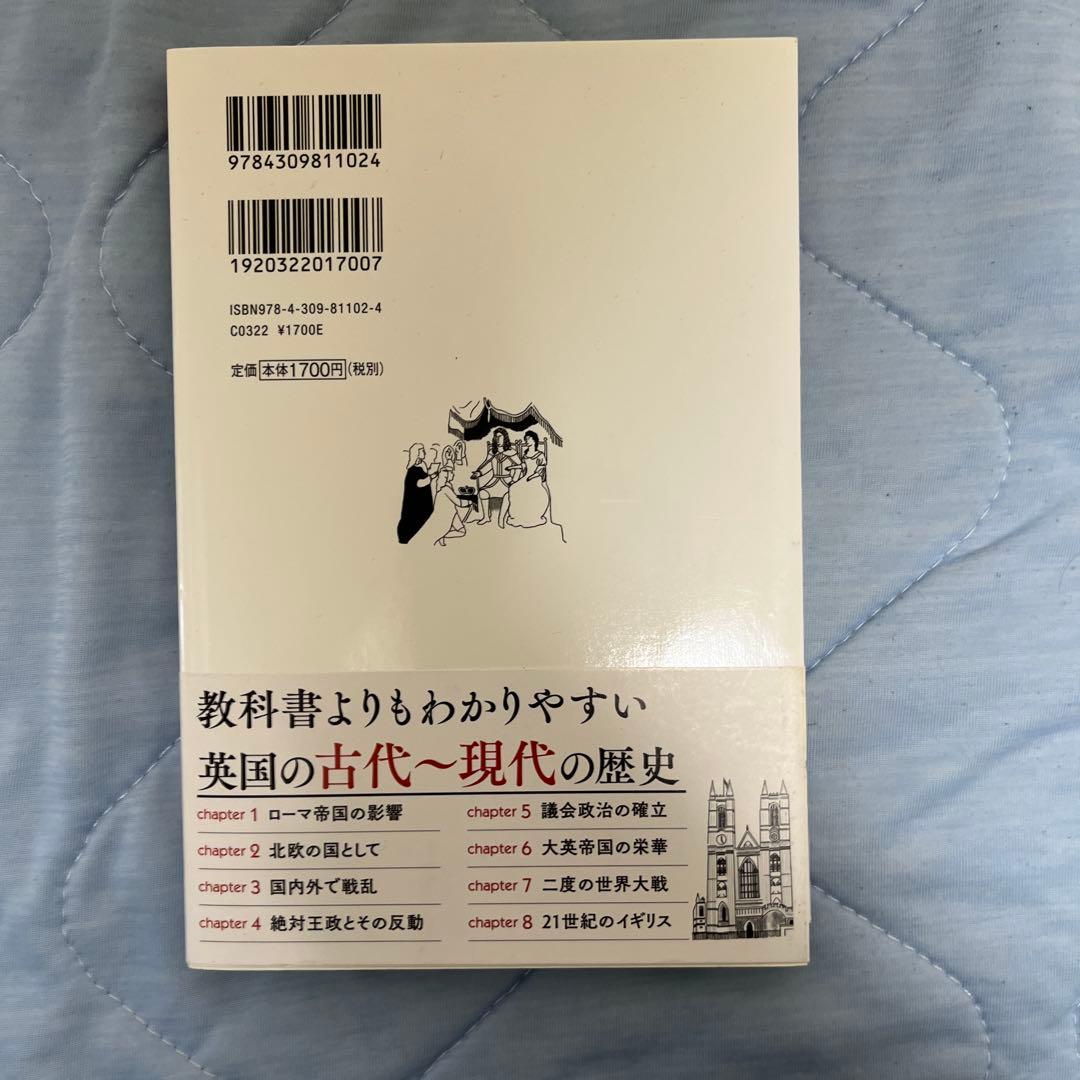 9784309811024
1920322017007
ISBN978-4-309-81102-4
C0322 ¥1700E
定価 本体1700円(税別)
教科書よりもわかりやすい
英国の古代〜現代の歴史
chapter 1 ローマ帝国の影響
chapter 2 北欧の国として
chapter 3 国内外で戦乱
chapter 4 絶対王政とその反動
chapter 5 議会政治の確立
chapter 6 大英帝国の栄華
chapter 7 二度の世界大戦
chapter 8 21世紀のイギリス